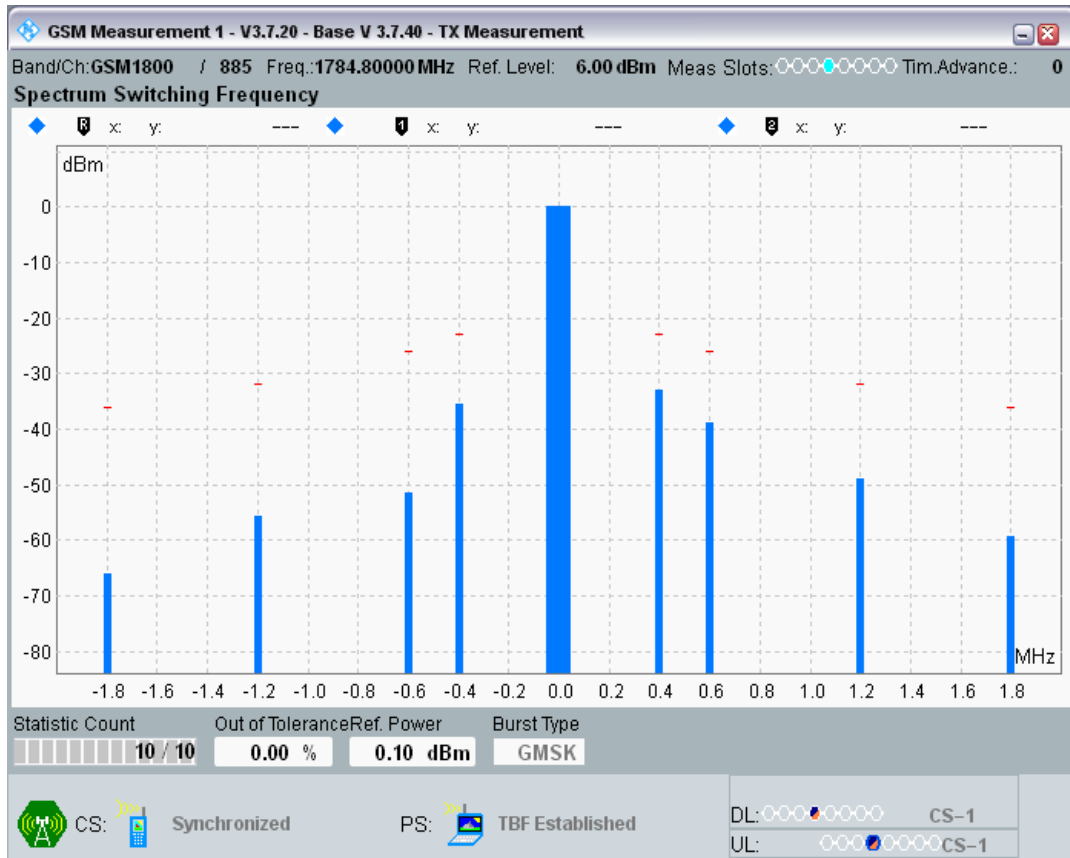 GSM Measurement 1 - V3.7.20 - Base V 3.7.40 - TX Measurement
Band/Ch:GSM1800 / 885 Freq.:1784.80000 MHz Ref. Level: 6.00 dBm Meas Slots: Tim.Advance.: 0
Spectrum Switching Frequency
R x: y: --- 1 x: y: --- 2 x: y: ---
dBm
0
-10
-20
-30
-40
-50
-60
-70
-80
MHz
-1.8 -1.6 -1.4 -1.2 -1.0 -0.8 -0.6 -0.4 -0.2 0.0 0.2 0.4 0.6 0.8 1.0 1.2 1.4 1.6 1.8
Statistic Count Out of Tolerance Ref. Power Burst Type
10 / 10 0.00 % 0.10 dBm GMSK
CS: Synchronized PS: TBF Established
DL: CS-1
UL: CS-1